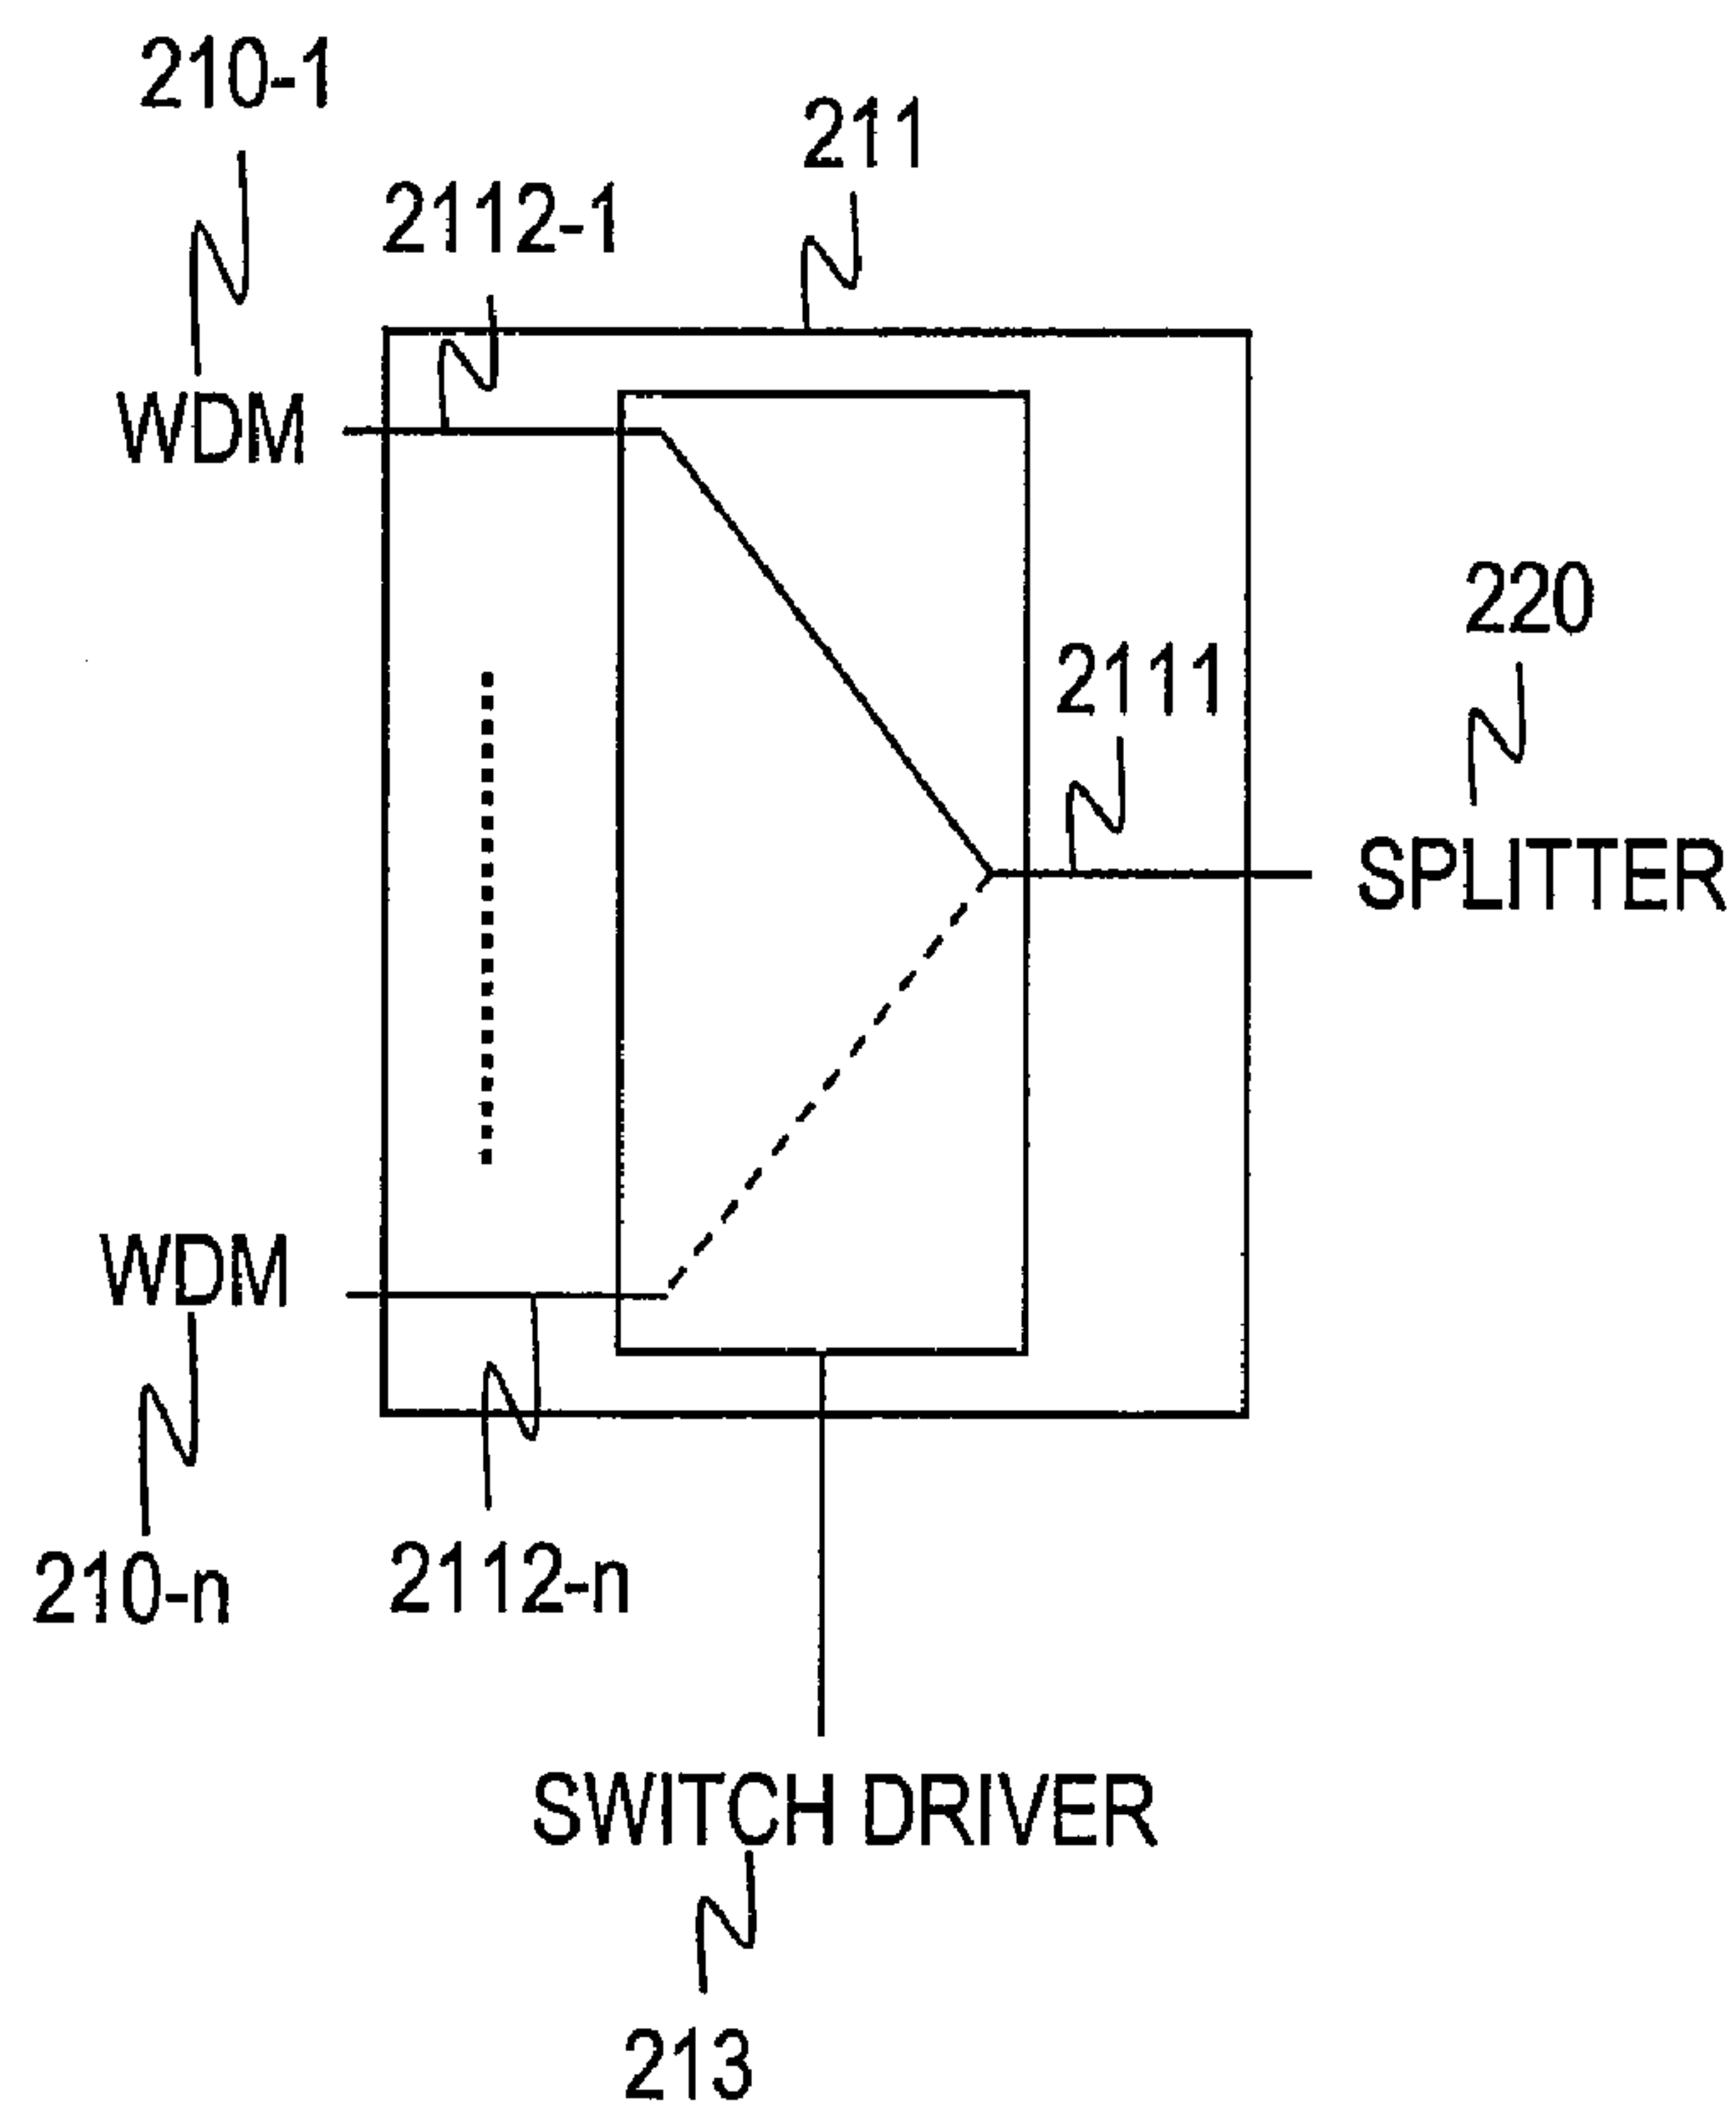 210-1
211
2112-1
WDM
220
2111
SPLITTER
WDM
2112-n
210-n
SWITCH DRIVER
213